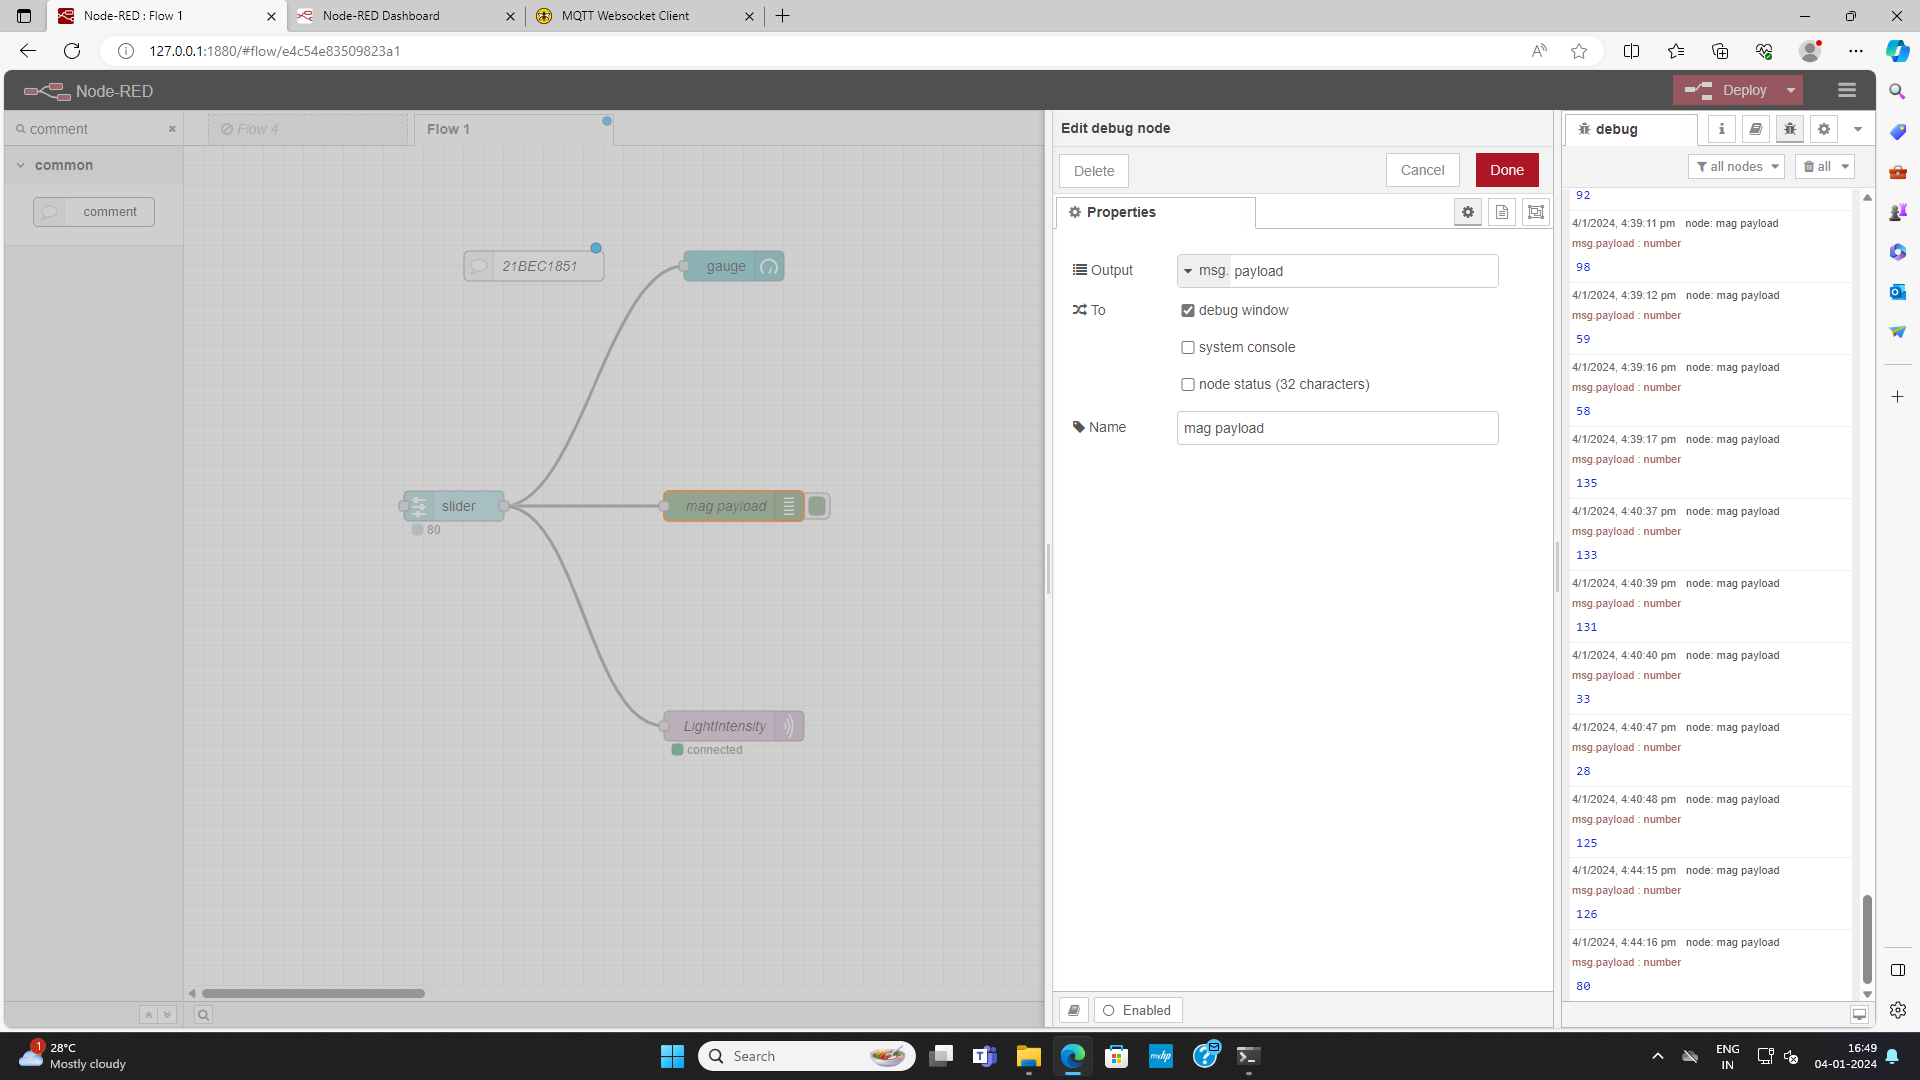 Node-RED : Flow 1
Node-RED Dashboard
MQTT Websocket Client
127.0.0.1:1880/#flow/e4c54e83509823a1
Node-RED
Deploy
comment
Flow 4
Flow 1
Edit debug node
debug
common
comment
Delete
Cancel
Done
all nodes
all
Properties
21BEC1851
gauge
slider
80
mag payload
LightIntensity
connected
Output
msg. payload
To
debug window
system console
node status (32 characters)
Name
mag payload
Enabled
92
4/1/2024, 4:39:11 pm node: mag payload
msg.payload : number
98
4/1/2024, 4:39:12 pm node: mag payload
msg.payload : number
59
4/1/2024, 4:39:16 pm node: mag payload
msg.payload : number
58
4/1/2024, 4:39:17 pm node: mag payload
msg.payload : number
135
4/1/2024, 4:40:37 pm node: mag payload
msg.payload : number
133
4/1/2024, 4:40:39 pm node: mag payload
msg.payload : number
131
4/1/2024, 4:40:40 pm node: mag payload
msg.payload : number
33
4/1/2024, 4:40:47 pm node: mag payload
msg.payload : number
28
4/1/2024, 4:40:48 pm node: mag payload
msg.payload : number
125
4/1/2024, 4:44:15 pm node: mag payload
msg.payload : number
126
4/1/2024, 4:44:16 pm node: mag payload
msg.payload : number
80
1
28°C
Mostly cloudy
Search
myhp
ENG
IN
16:49
04-01-2024